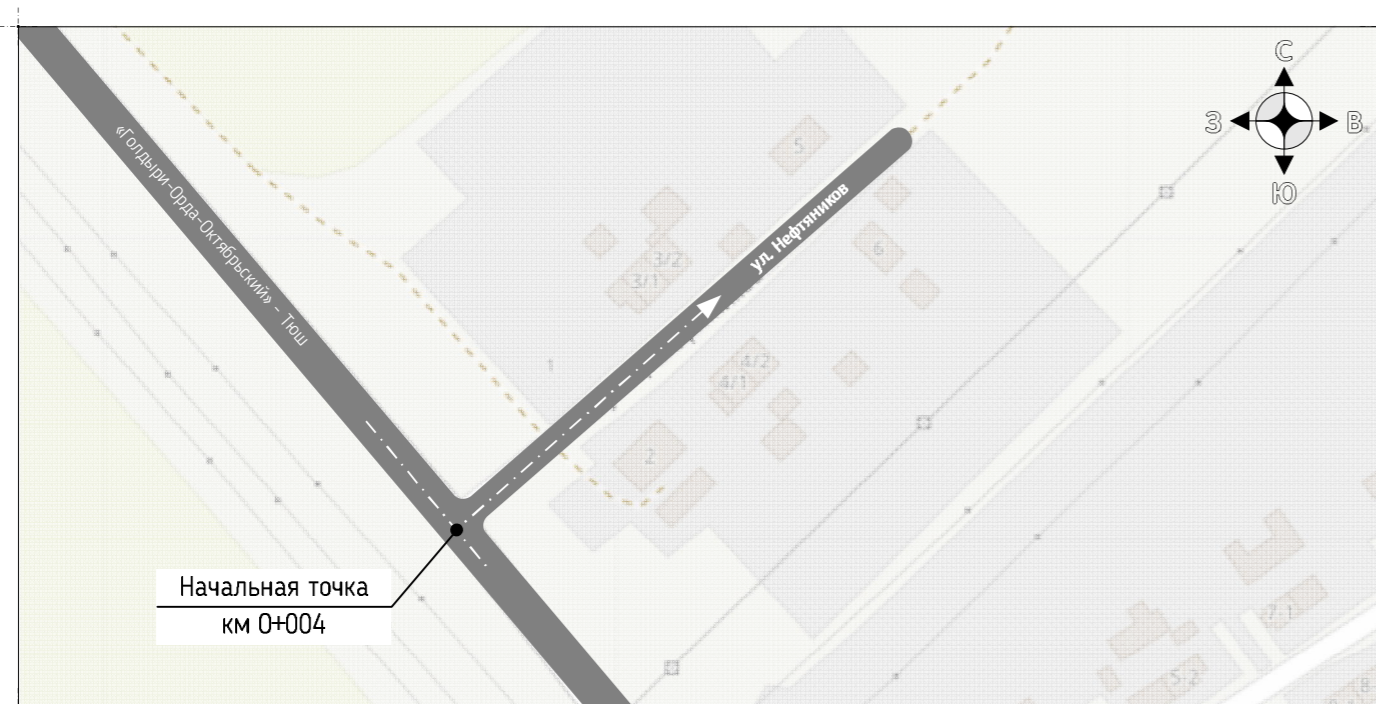 С
З
В
Ю
«Голдыри-Орда-Октябрьский» - Тюш
ул. Нефтяников
5
6
3/2
3/1
1
4/2
4/1
2
Начальная точка
км 0+004
7/1
5/2
8